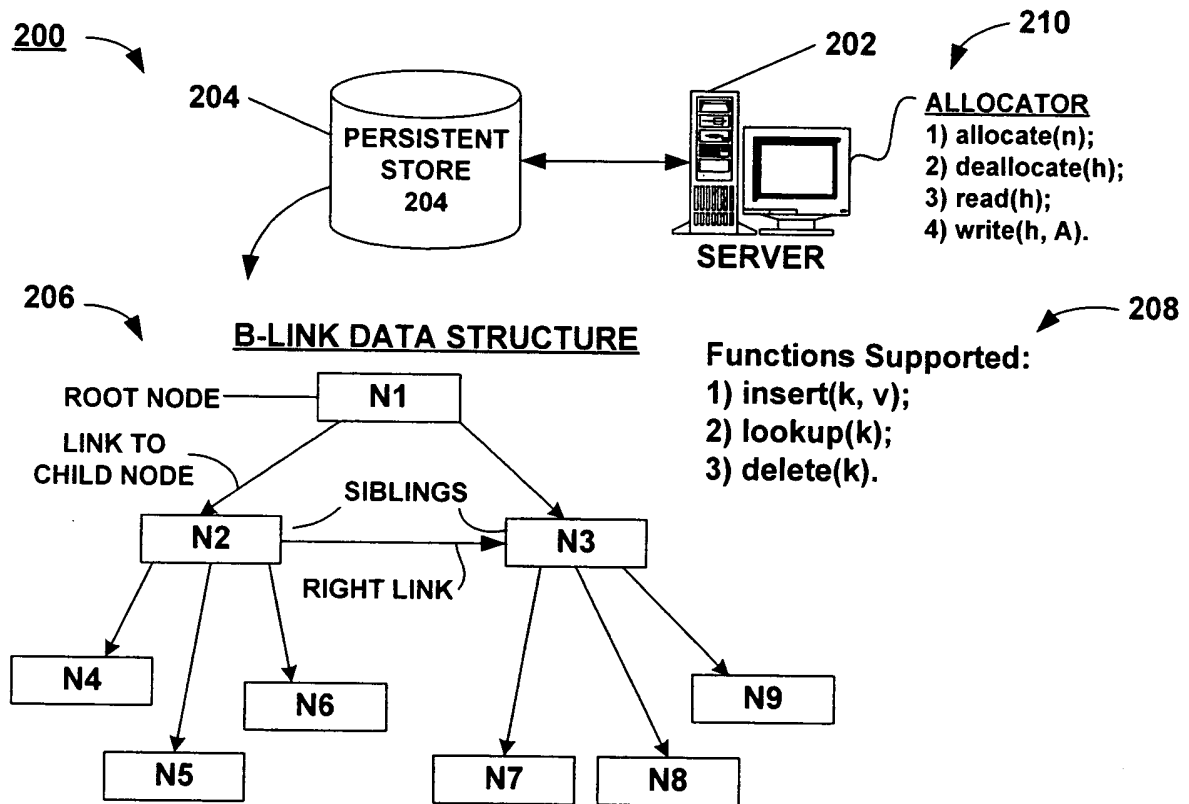 200
202
210
204
PERSISTENT
STORE
204
SERVER
ALLOCATOR
1) allocate(n);
2) deallocate(h);
3) read(h);
4) write(h, A).
206
B-LINK DATA STRUCTURE
208
Functions Supported:
1) insert(k, v);
2) lookup(k);
3) delete(k).
ROOT NODE
N1
LINK TO
CHILD NODE
SIBLINGS
N2
N3
RIGHT LINK
N4
N6
N9
N5
N7
N8